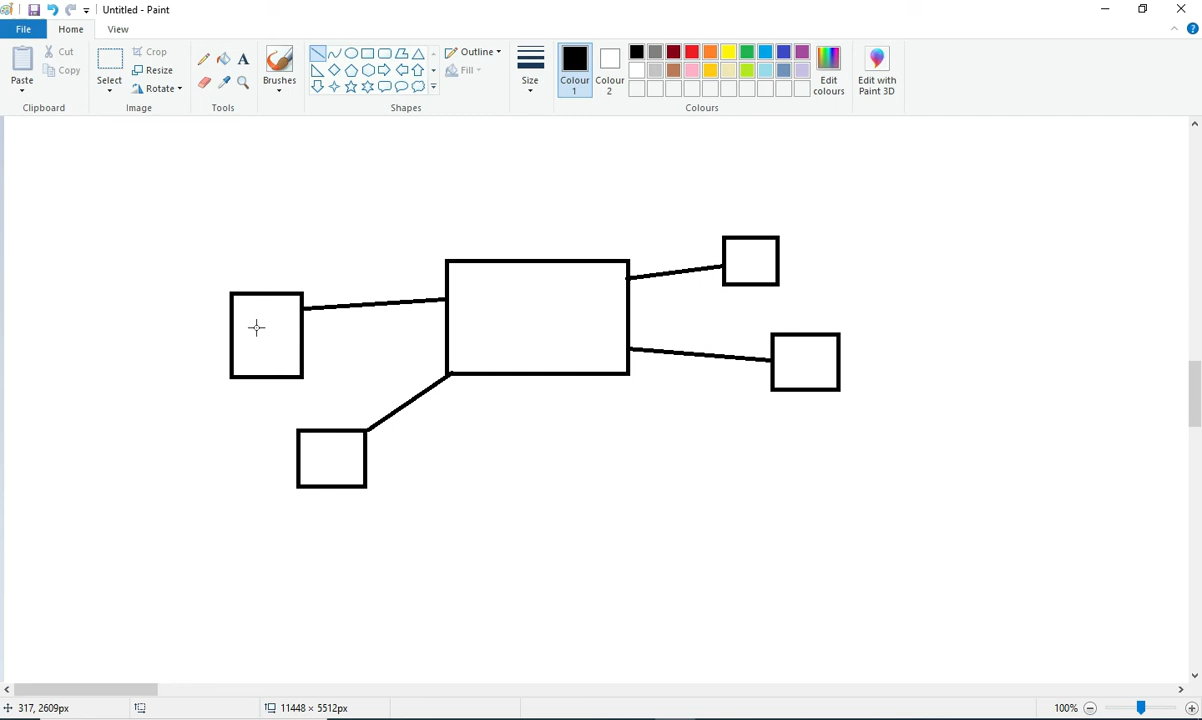 Untitled - Paint
File
Home
View
Paste
Cut
Copy
Clipboard
Select
Crop
Resize
Rotate
Image
A
Tools
Brushes
Shapes
Outline
Fill
Size
Colour
1
Colour
2
Edit
colours
Colours
Edit with
Paint 3D
317, 2609px
11448 × 5512px
100%